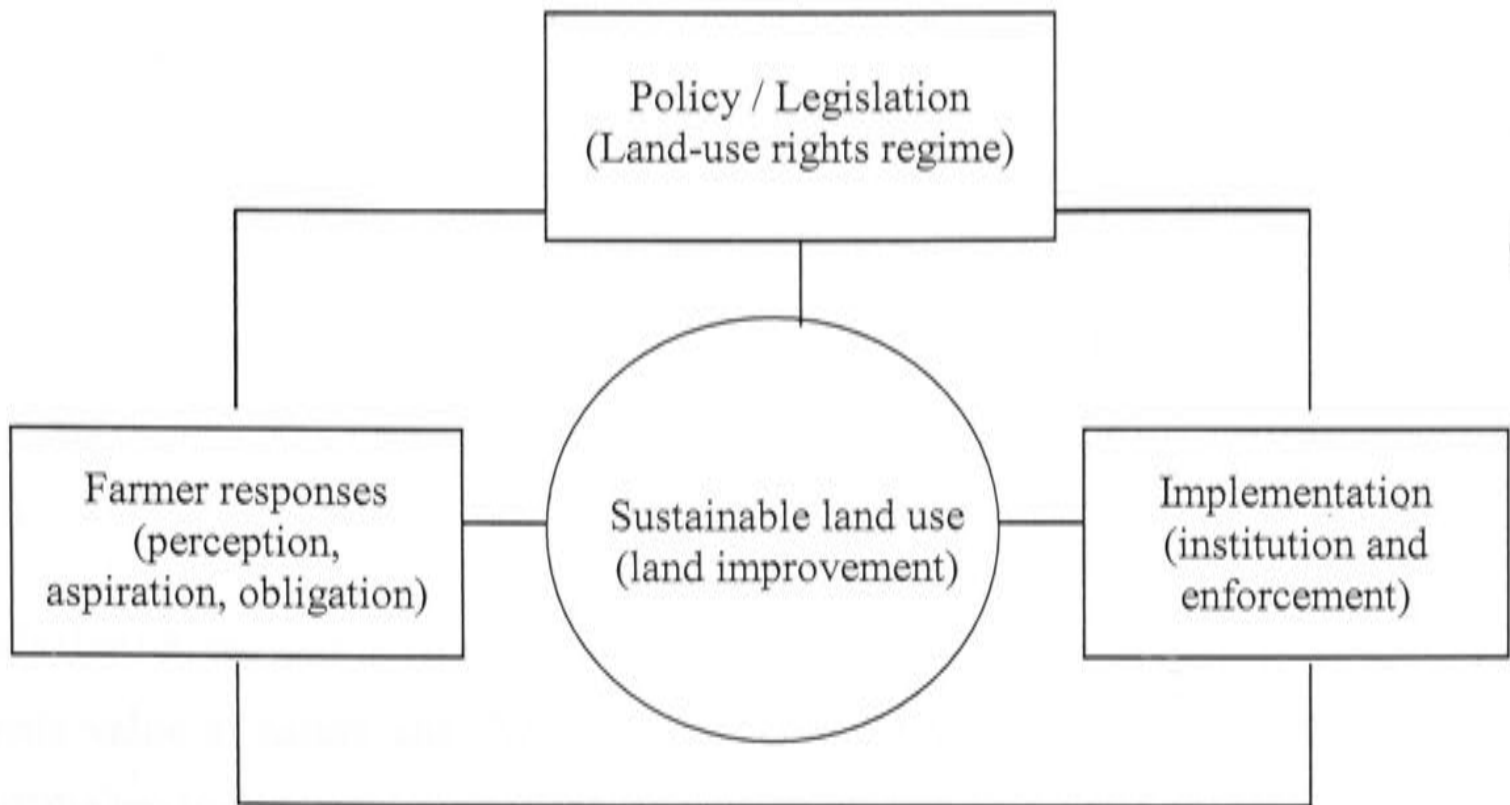 Policy / Legislation
(Land-use rights regime)
Farmer responses
(perception,
aspiration, obligation)
Sustainable land use
(land improvement)
Implementation
(institution and
enforcement)